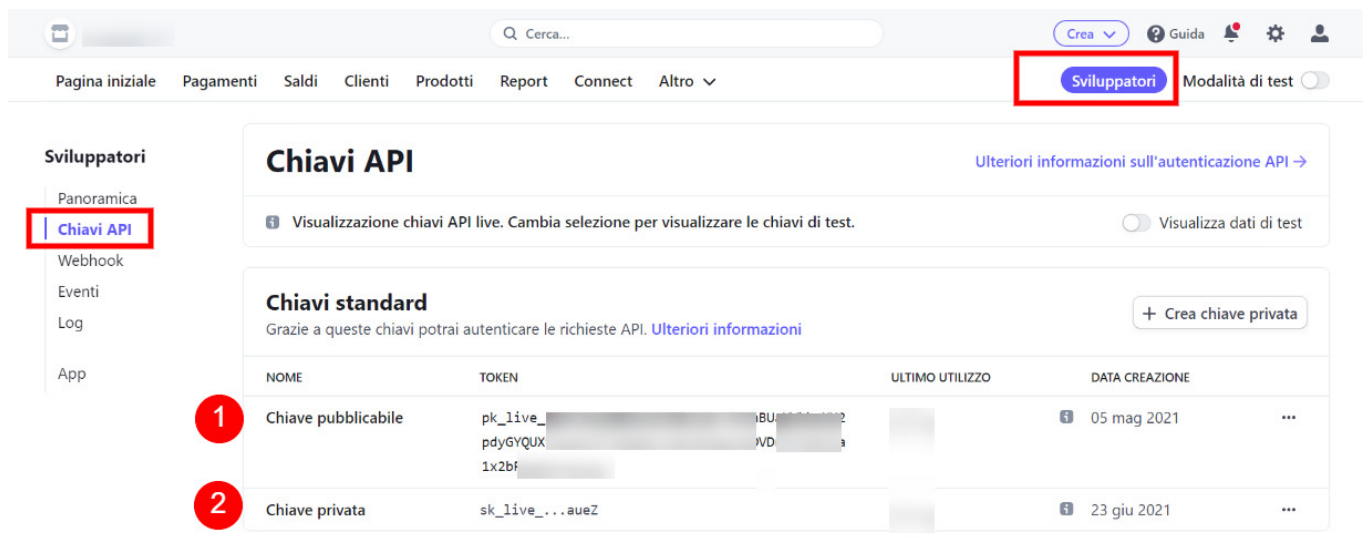 Cerca...
Crea
Guida
Pagina iniziale Pagamenti Saldi Clienti Prodotti Report Connect Altro
Sviluppatori
Modalità di test
Sviluppatori
Panoramica
Chiavi API
Webhook
Eventi
Log
App
Chiavi API
Ulteriori informazioni sull'autenticazione API →
Visualizzazione chiavi API live. Cambia selezione per visualizzare le chiavi di test.
Visualizza dati di test
Chiavi standard
Grazie a queste chiavi potrai autenticare le richieste API. Ulteriori informazioni
+ Crea chiave privata
NOME TOKEN ULTIMO UTILIZZO DATA CREAZIONE
1 Chiave pubblicabile pk_live_ 05 mag 2021 ...
pdyGYQUX
1x2b
2 Chiave privata sk_live_...aueZ 23 giu 2021 ...